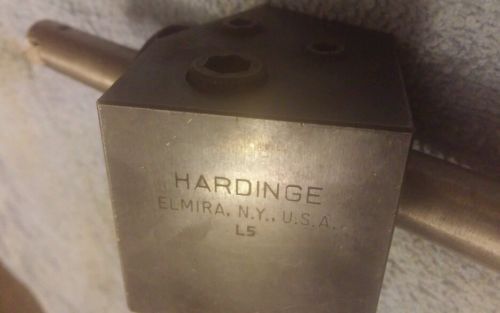 HARDINGE
ELMIRA, N.Y., U.S.A.
L5